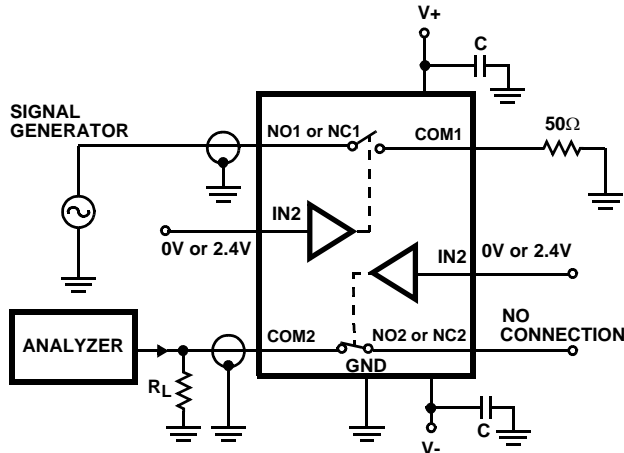 V+
C
SIGNAL
GENERATOR
NO1 or NC1
COM1
50Ω
IN2
0V or 2.4V
IN2
0V or 2.4V
NO
CONNECTION
ANALYZER
COM2
NO2 or NC2
GND
RL
C
V-